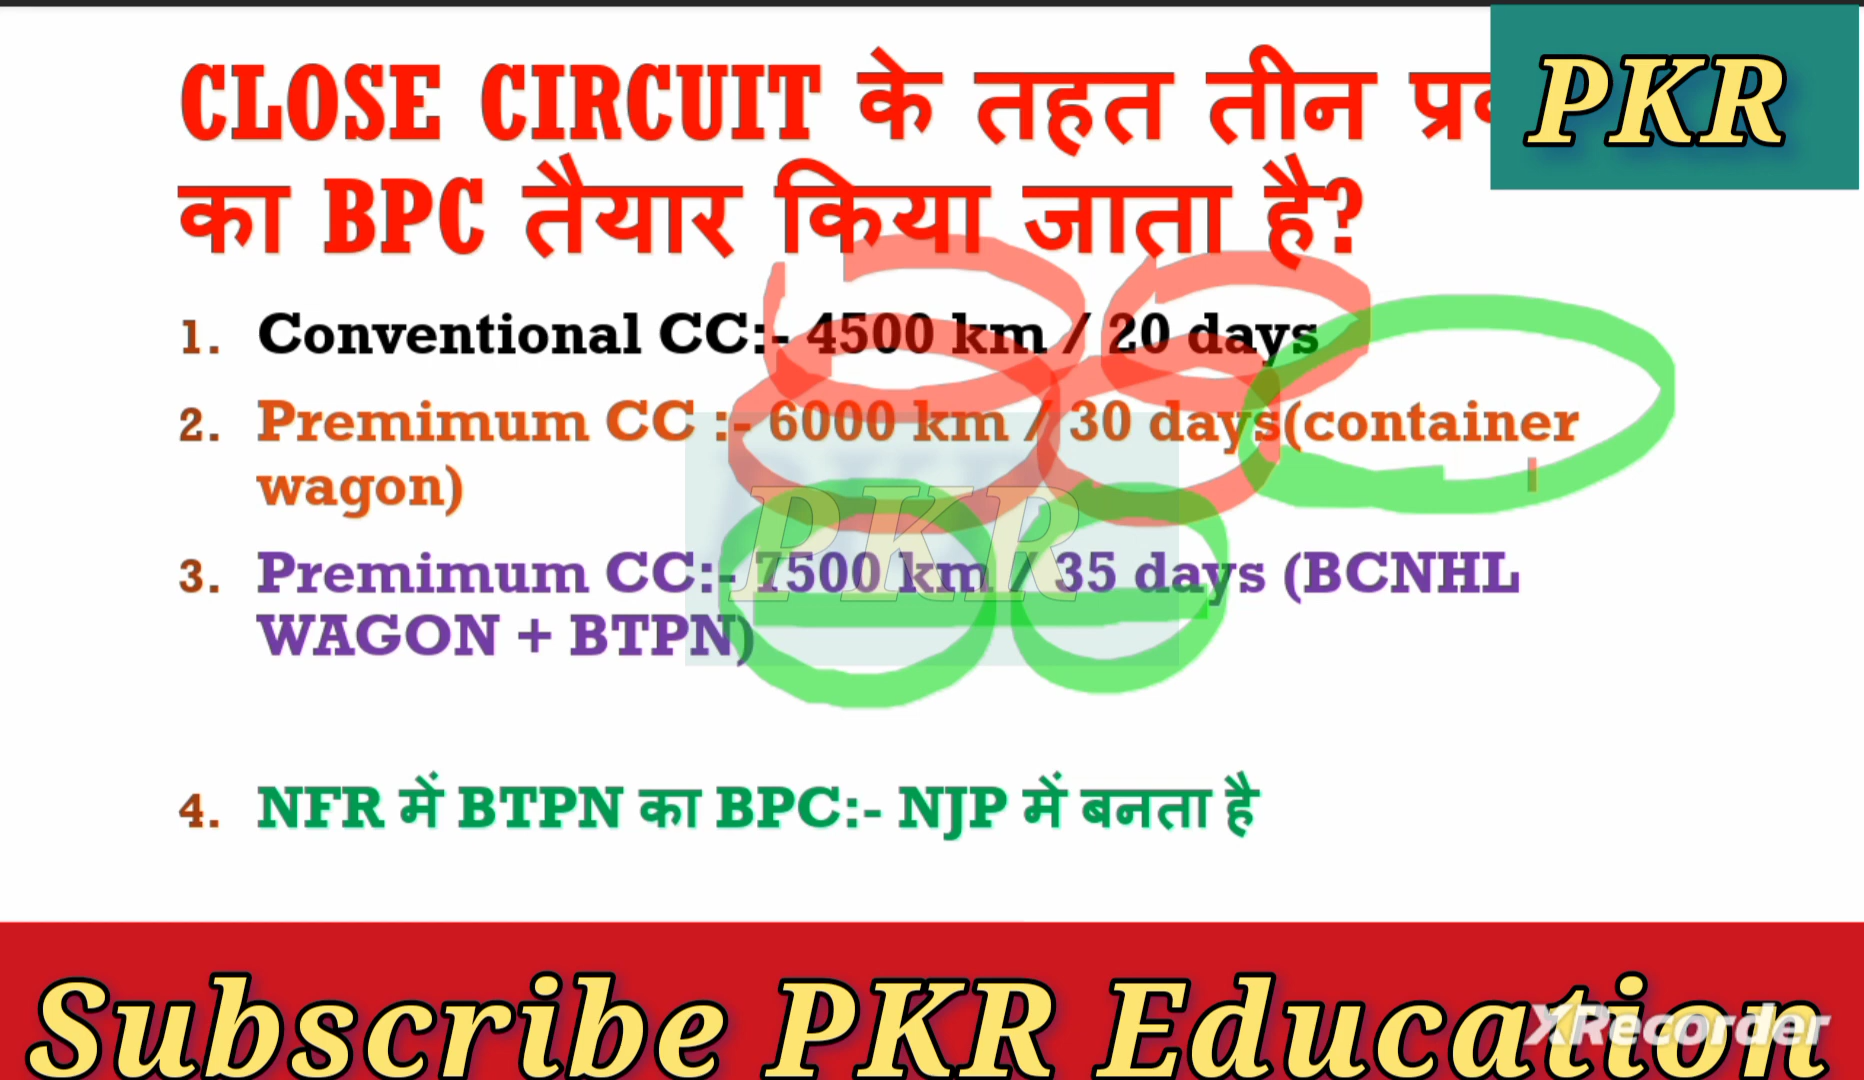 CLOSE CIRCUIT के तहत तीन
PKR
का BPC तैयार किया जाता है?
1. Conventional CC:- 4500 km / 20 days
2. Premimum CC :- 6000 km / 30 days(container
wagon)
PKR
3. Premimum CC:- 7500 km / 35 days (BCNHL
WAGON + BTPN)
4. NFR में BTPN का BPC:- NJP में बनता है
Subscribe PKR Education
XRecorder